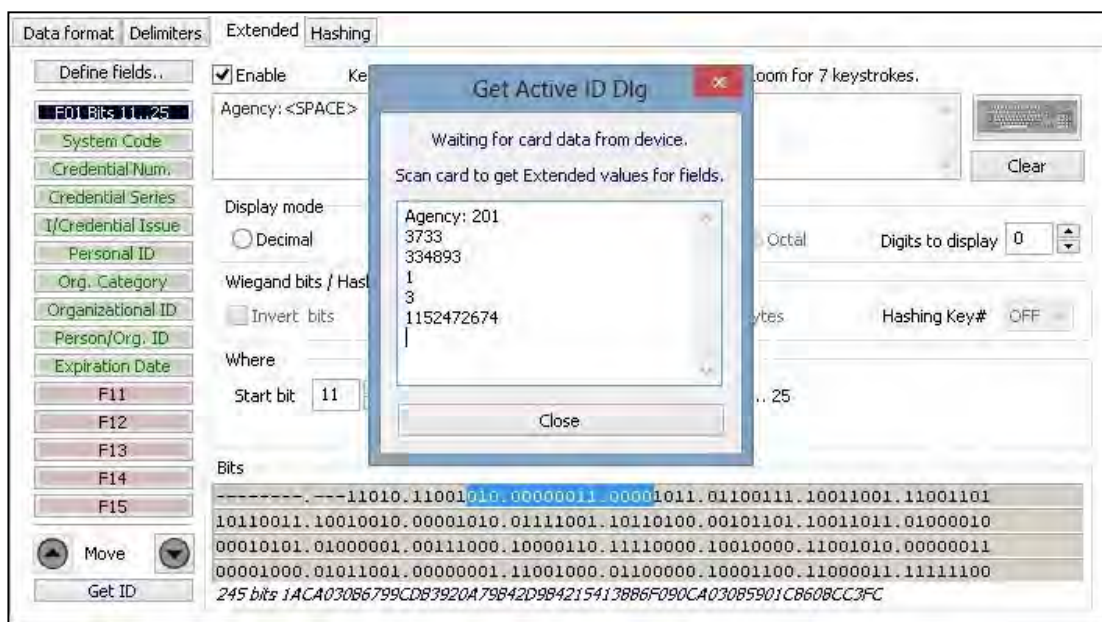 Data format Delimiters Extended Hashing
Define fields..
F01 Bits 11..25
System Code
Credential Num.
Credential Series
I/Credential Issue
Personal ID
Org. Category
Organizational ID
Person/Org. ID
Expiration Date
F11
F12
F13
F14
F15
Move
Get ID
Enable Ke oom for 7 keystrokes.
Agency:<SPACE>
Clear
Display mode
Decimal Octal Digits to display 0
Wiegand bits / Hash
Invert bits ytes Hashing Key# OFF
Where
Start bit 11 .. 25
Get Active ID Dlg
Waiting for card data from device.
Scan card to get Extended values for fields.
Agency: 201
3733
334893
1
3
1152472674
Close
Bits
--------.---11010.11001010.00000011.00001011.01100111.10011001.11001101
10110011.10010010.00001010.01111001.10110100.00101101.10011011.01000010
00010101.01000001.00111000.10000110.11110000.10010000.11001010.00000011
00001000.01011001.00000001.11001000.01100000.10001100.11000011.11111100
245 bits 1ACA03086799CD83920A79842D984215413886F090CA03085901C8608CC3FC